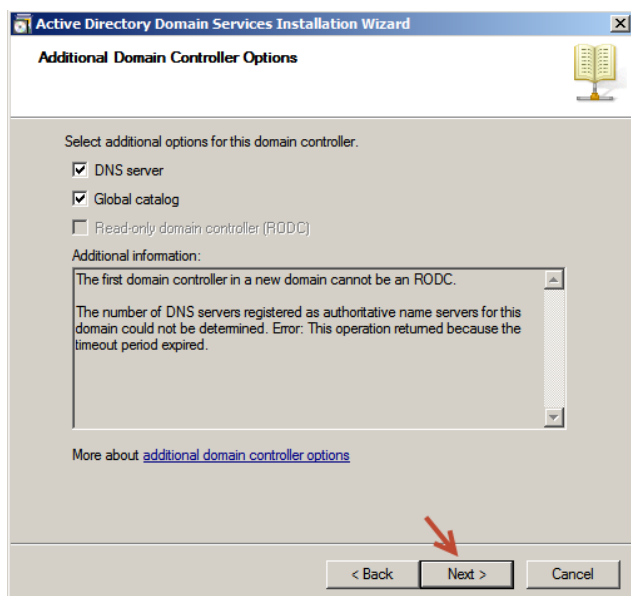 Active Directory Domain Services Installation Wizard
Additional Domain Controller Options
Select additional options for this domain controller.
DNS server
Global catalog
Read-only domain controller (RODC)
Additional information:
The first domain controller in a new domain cannot be an RODC.
The number of DNS servers registered as authoritative name servers for this
domain could not be determined. Error: This operation returned because the
timeout period expired.
More about additional domain controller options
< Back Next > Cancel